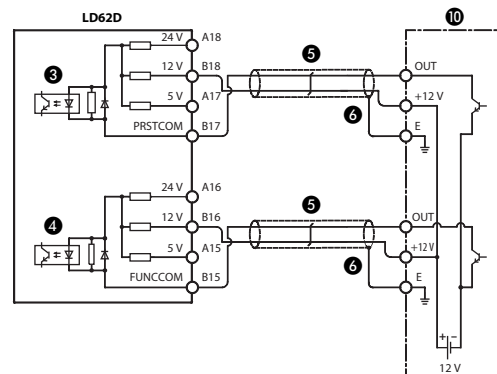 LD62D
❿
24 V A18
❺
❸ 12 V B18 OUT
5 V A17 +12 V
❻
PRSTCOM B17 E
24 V A16
❺
❹ 12 V B16 OUT
5 V A15 +12 V
❻
FUNCCOM B15 E
+ −
12 V